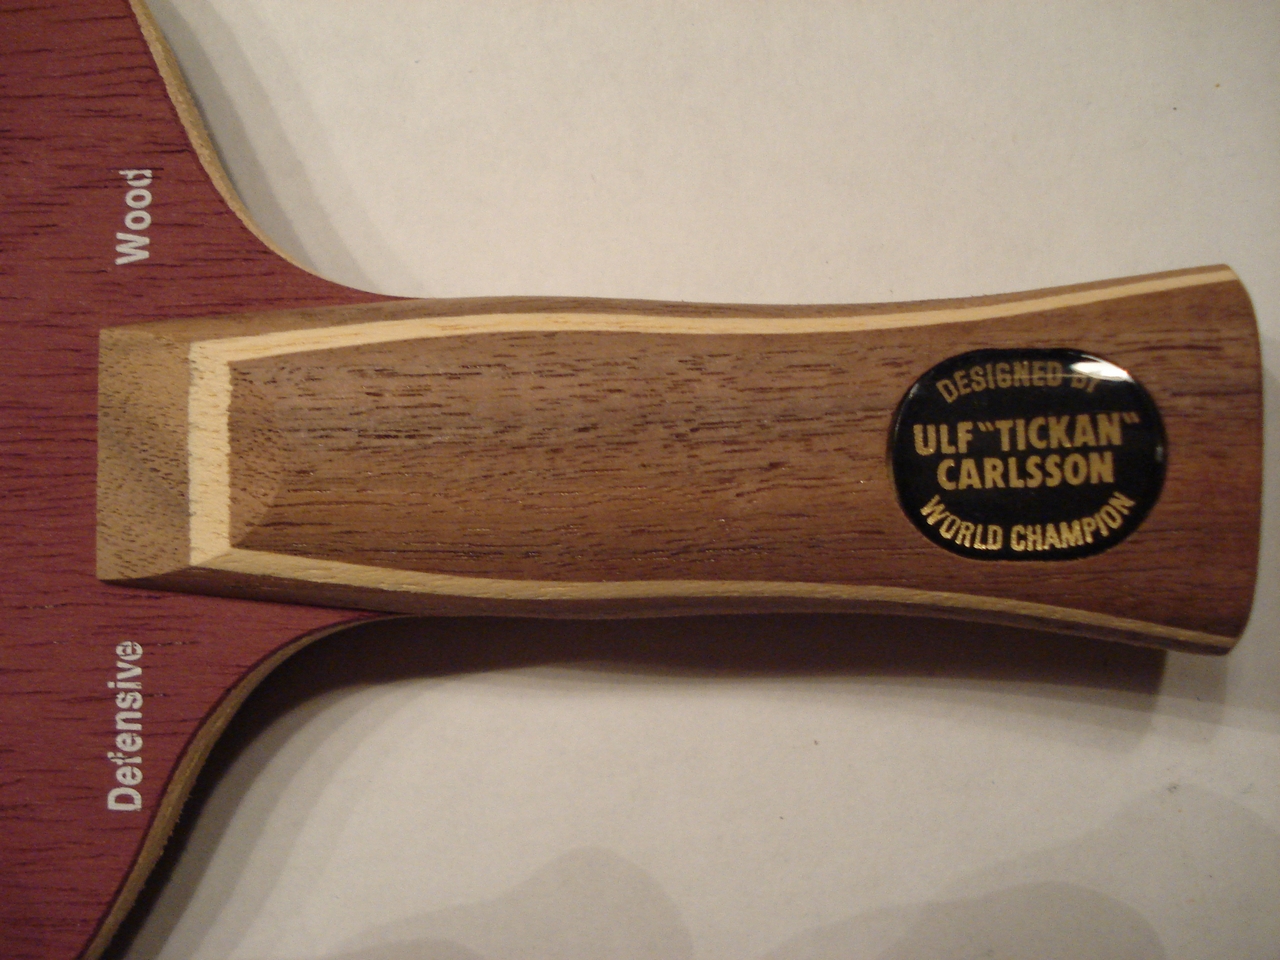 Defensive
Wood
DESIGNED BY
ULF "TICKAN"
CARLSSON
WORLD CHAMPION